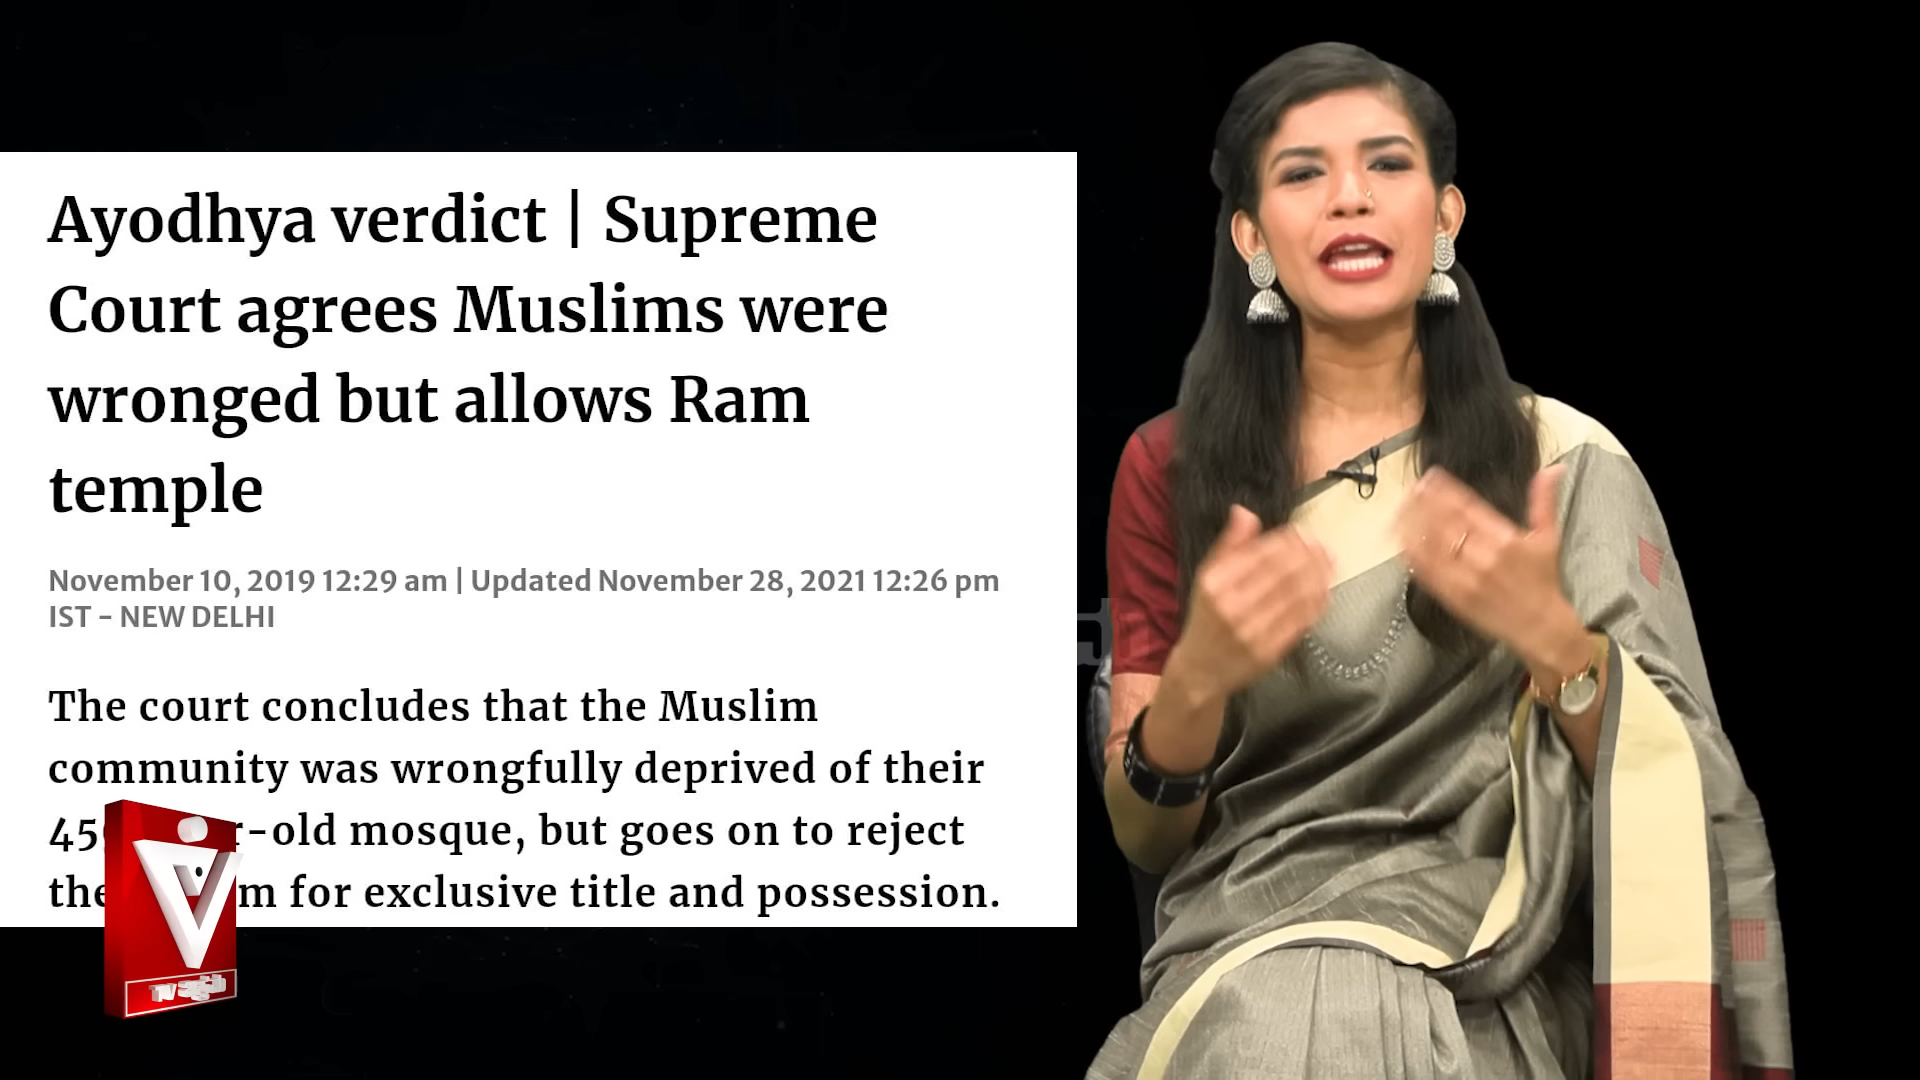 Ayodhya verdict | Supreme
Court agrees Muslims were
wronged but allows Ram
temple
November 10, 2019 12:29 am | Updated November 28, 2021 12:26 pm
IST - NEW DELHI
The court concludes that the Muslim
community was wrongfully deprived of their
-old mosque, but goes on to reject
for exclusive title and possession.
TV